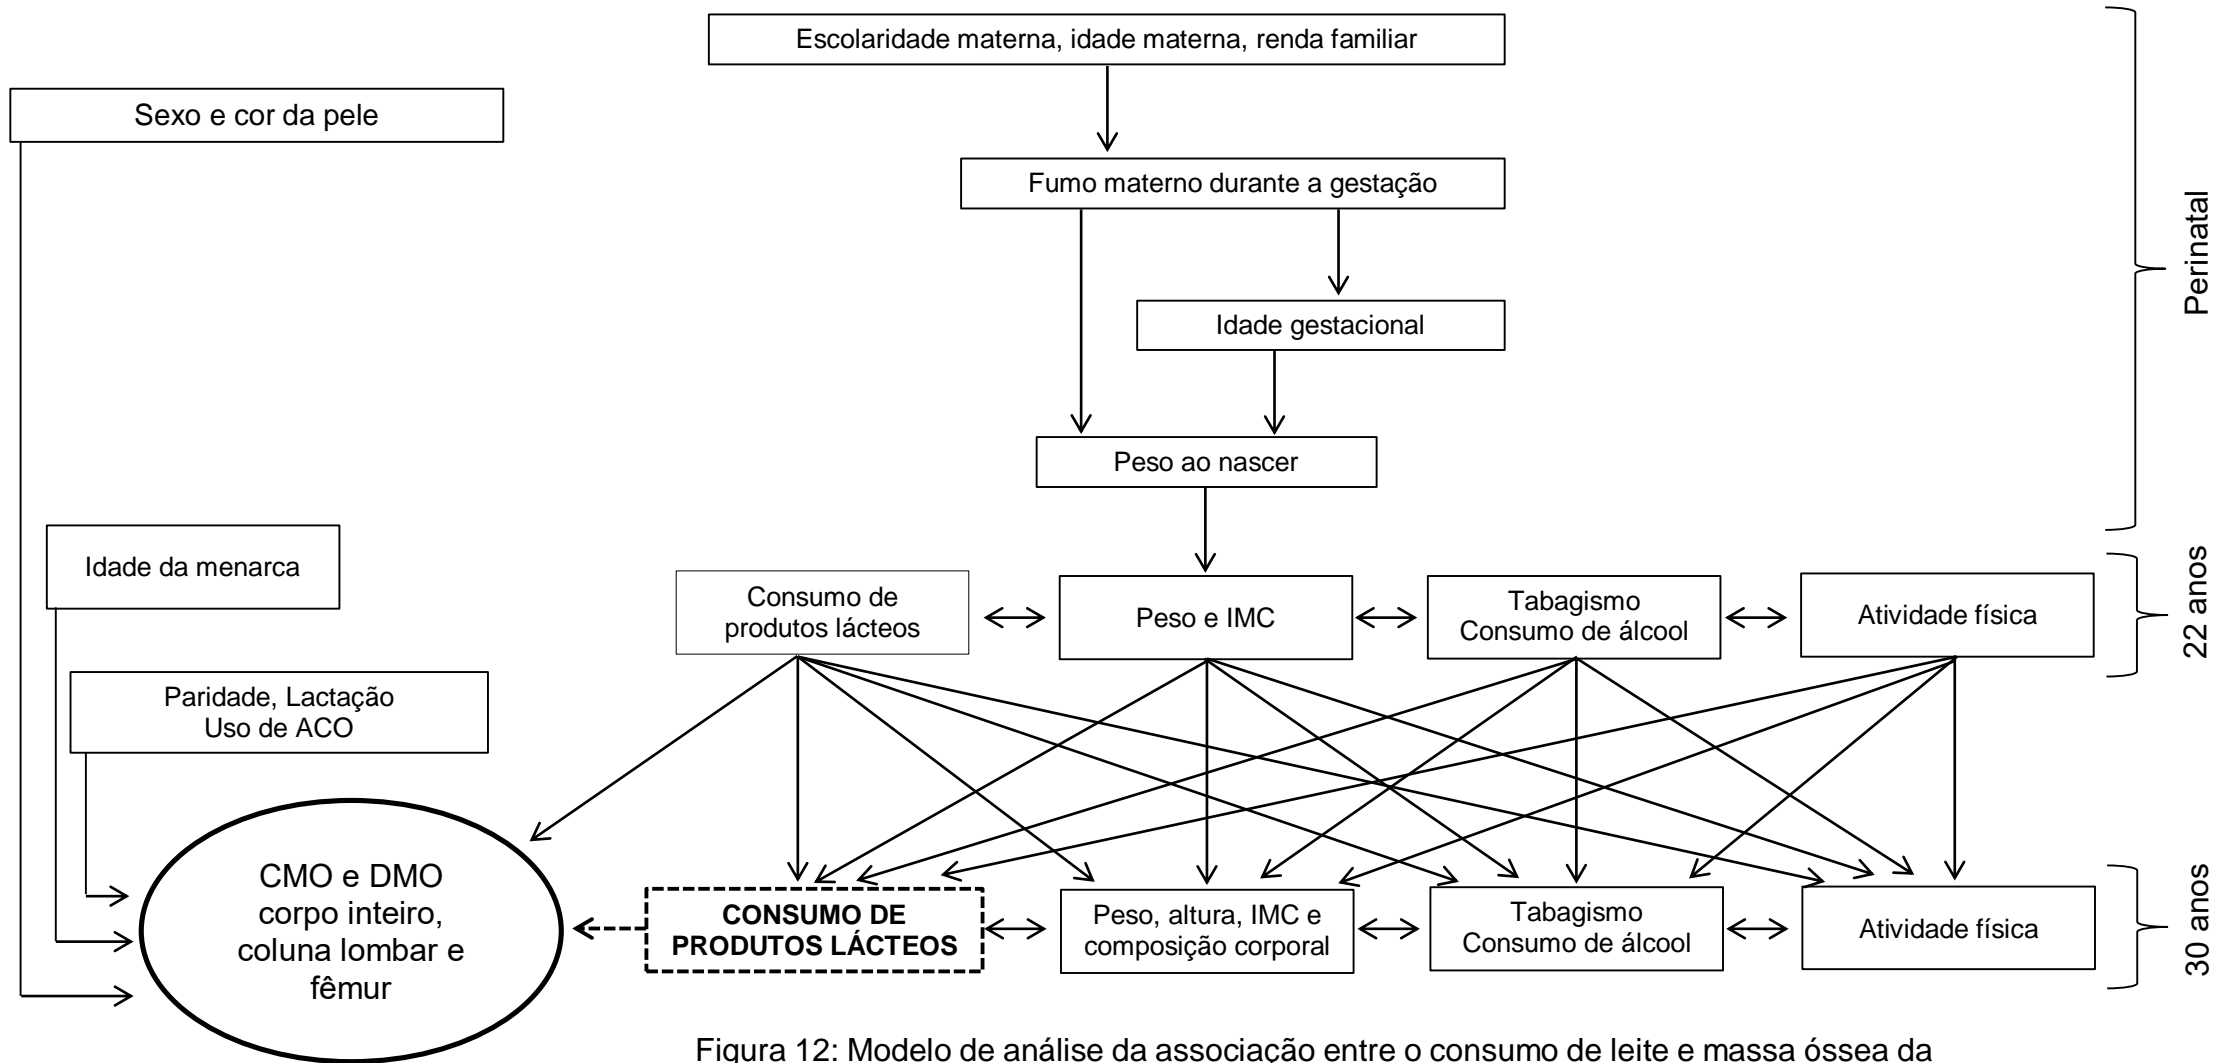 Escolaridade materna, idade materna, renda familiar
Sexo e cor da pele
Fumo materno durante a gestação
Idade gestacional
Perinatal
Peso ao nascer
Idade da menarca
Consumo de
produtos lácteos
Peso e IMC
Tabagismo
Consumo de álcool
Atividade física
22 anos
Paridade, Lactação
Uso de ACO
CMO e DMO
corpo inteiro,
coluna lombar e
fêmur
CONSUMO DE
PRODUTOS LÁCTEOS
Peso, altura, IMC e
composição corporal
Tabagismo
Consumo de álcool
Atividade física
30 anos
Figura 12: Modelo de análise da associação entre o consumo de leite e massa óssea da